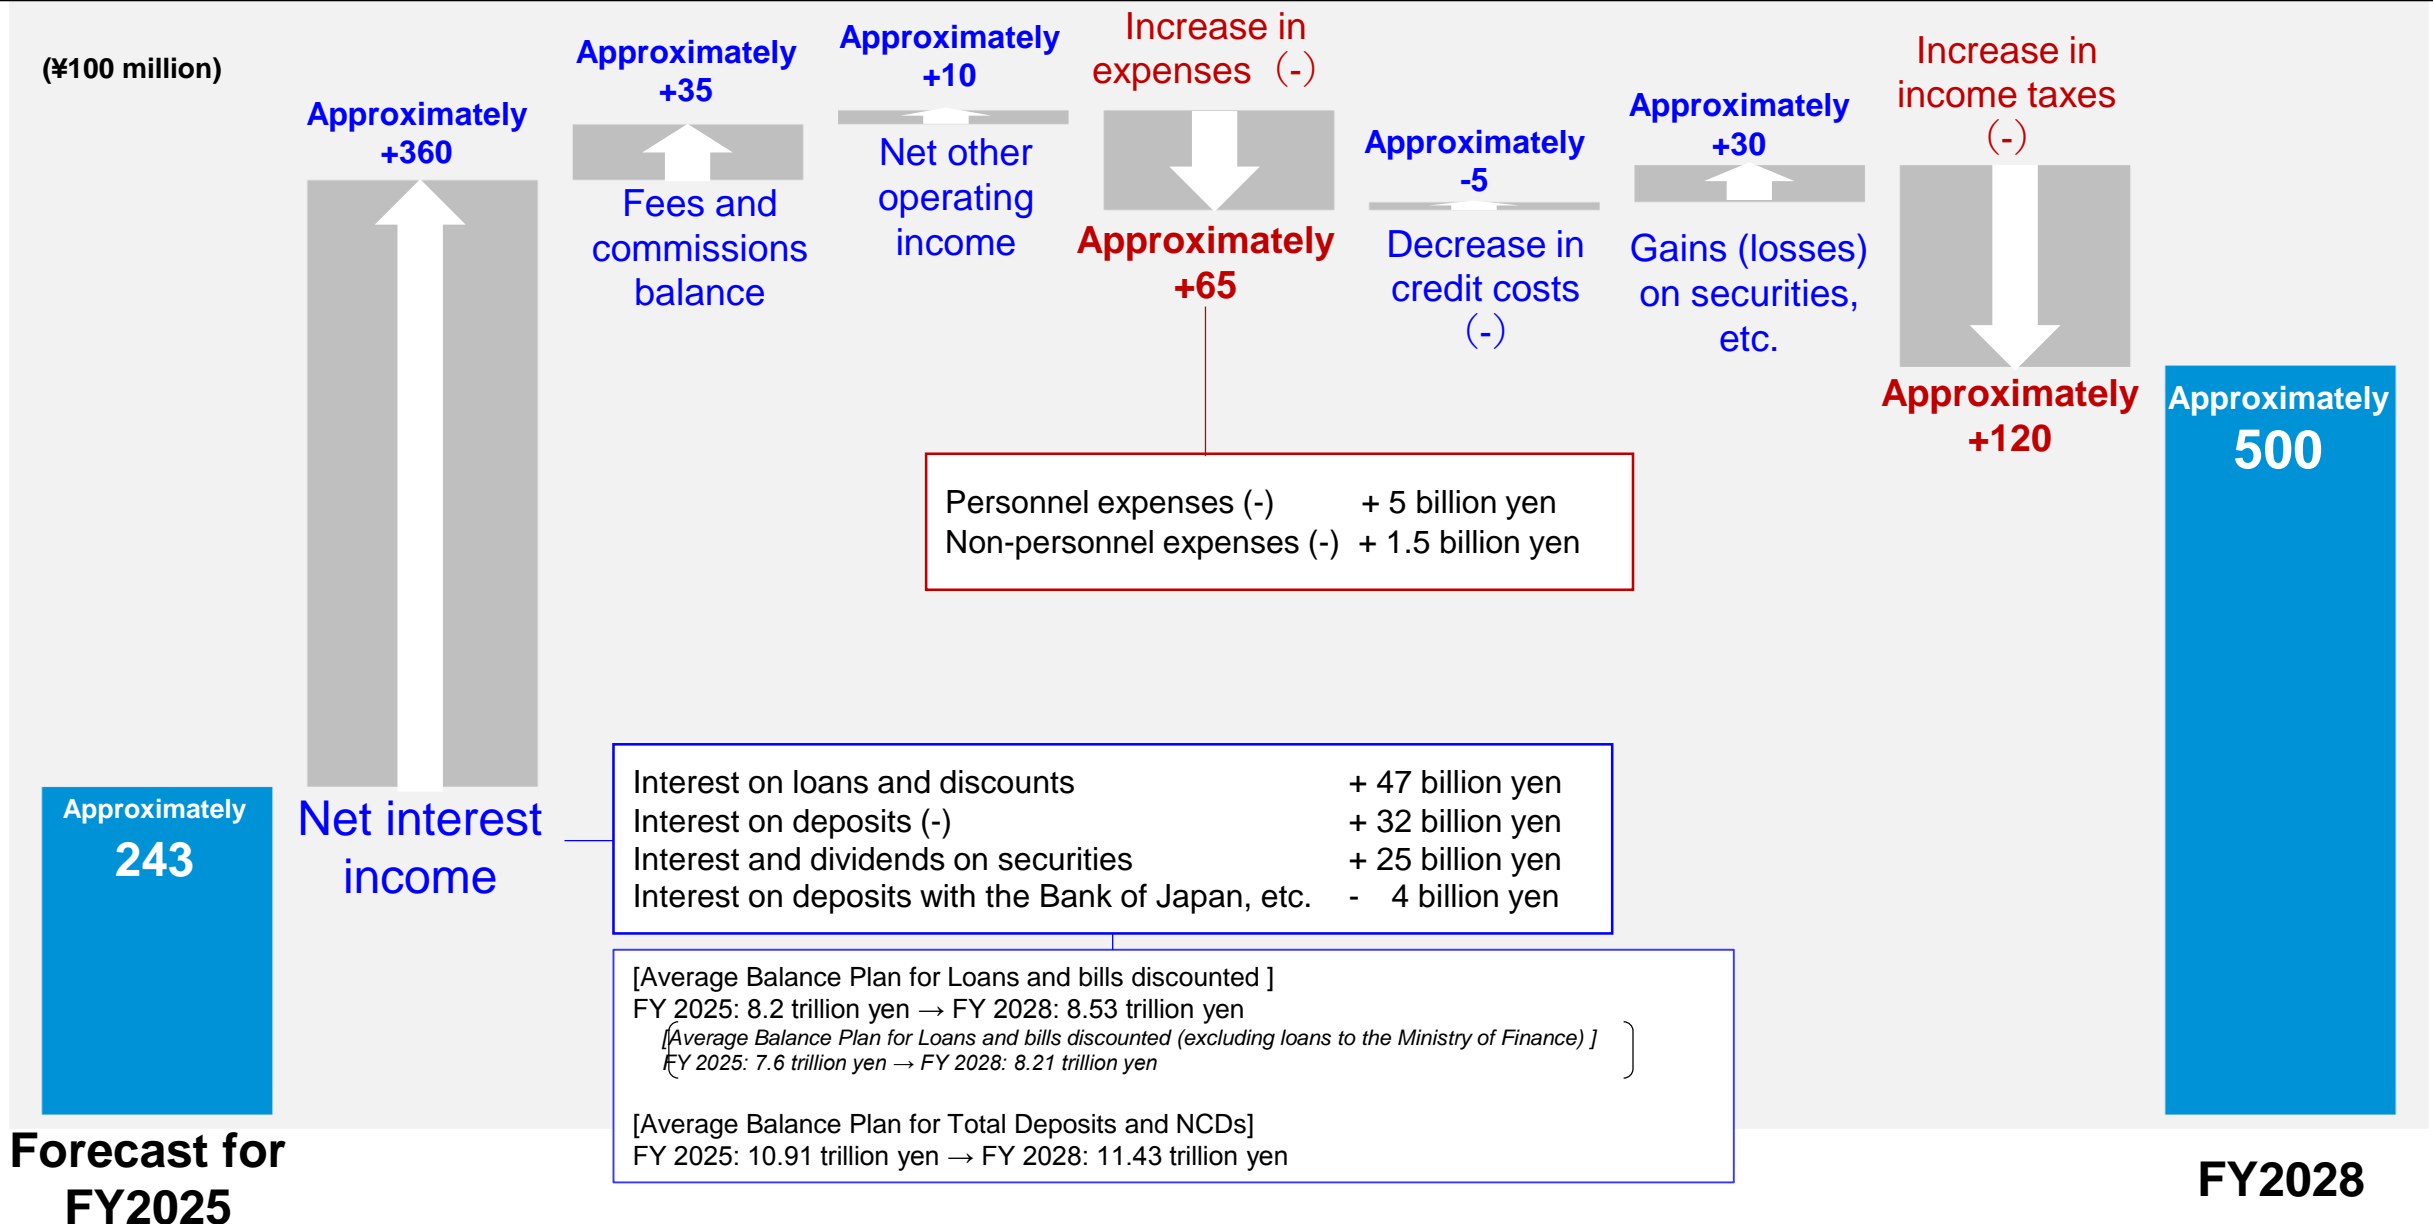 (¥100 million)
Approximately
+360
Net interest
income
Approximately
+35
Fees and
commissions
balance
Approximately
+10
Net other
operating
income
Increase in
expenses（-）
Approximately
+65
Approximately
-5
Decrease in
credit costs
（-）
Approximately
+30
Gains (losses)
on securities,
etc.
Increase in
income taxes
（-）
Approximately
+120
Approximately
500
Approximately
243
Personnel expenses (-) + 5 billion yen
Non-personnel expenses (-) + 1.5 billion yen
Interest on loans and discounts + 47 billion yen
Interest on deposits (-) + 32 billion yen
Interest and dividends on securities + 25 billion yen
Interest on deposits with the Bank of Japan, etc. - 4 billion yen
[Average Balance Plan for Loans and bills discounted ]
FY 2025: 8.2 trillion yen → FY 2028: 8.53 trillion yen
[Average Balance Plan for Loans and bills discounted (excluding loans to the Ministry of Finance) ]
FY 2025: 7.6 trillion yen → FY 2028: 8.21 trillion yen
[Average Balance Plan for Total Deposits and NCDs]
FY 2025: 10.91 trillion yen → FY 2028: 11.43 trillion yen
Forecast for
FY2025
FY2028